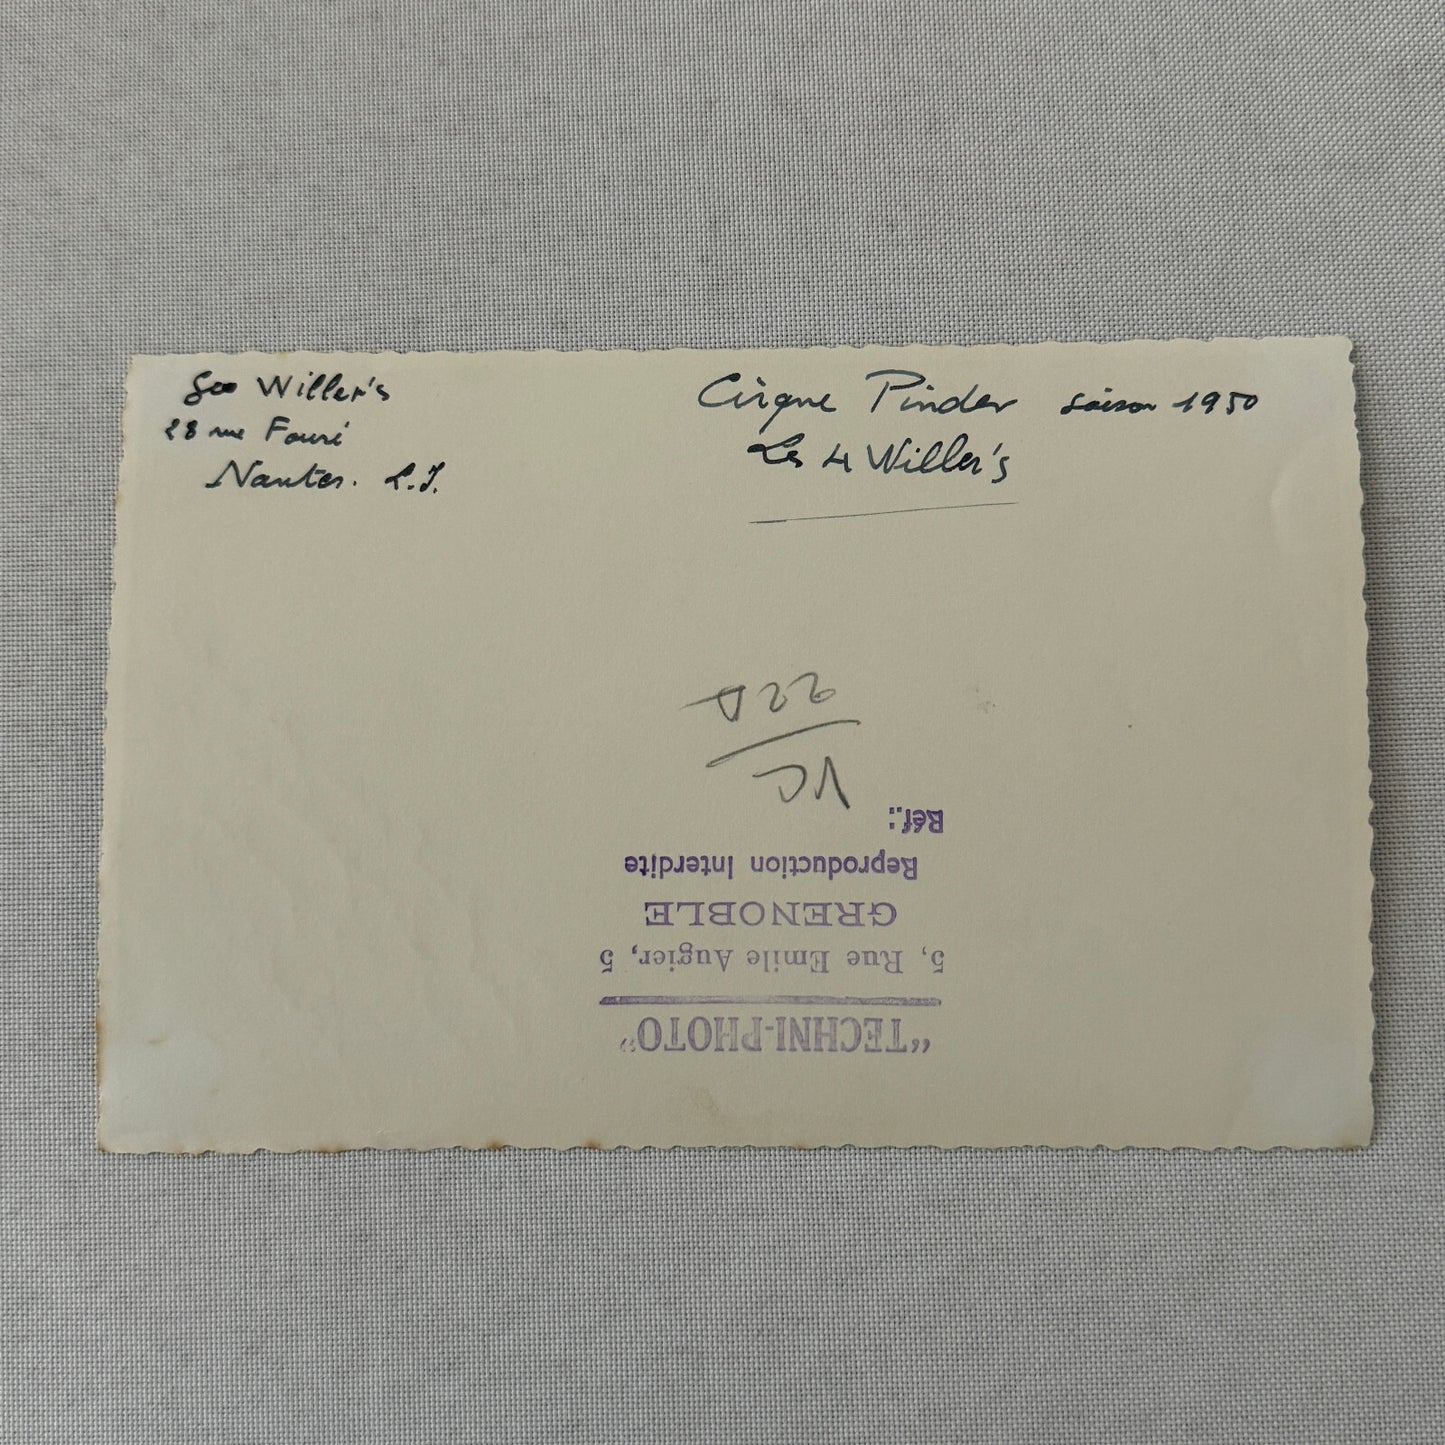 Geo Willer's
28 rue Fouré
Nantes. L.I.
Cirque Pinder saison 1950
Les 4 Willer's
"TECHNI-PHOTO"
5, Rue Emile Augier, 5
GRENOBLE
Reproduction Interdite
Réf.: